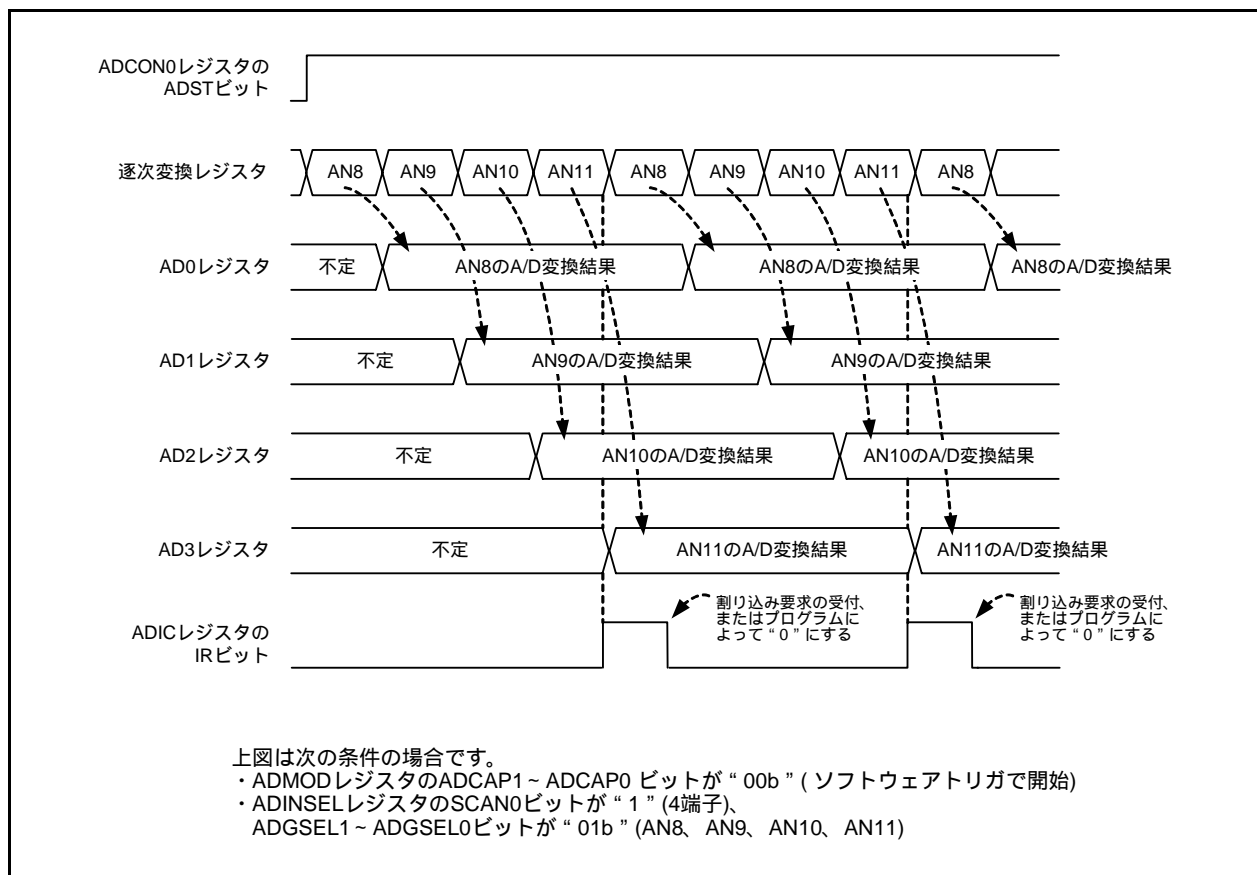 ADCON0レジスタの
ADSTビット
逐次変換レジスタ
AN8 AN9 AN10 AN11 AN8 AN9 AN10 AN11 AN8
AD0レジスタ
不定 AN8のA/D変換結果 AN8のA/D変換結果 AN8のA/D変換結果
AD1レジスタ
不定 AN9のA/D変換結果 AN9のA/D変換結果
AD2レジスタ
不定 AN10のA/D変換結果 AN10のA/D変換結果
AD3レジスタ
不定 AN11のA/D変換結果 AN11のA/D変換結果
ADICレジスタの
IRビット
割り込み要求の受付、
またはプログラムに
よって“0”にする
割り込み要求の受付、
またはプログラムに
よって“0”にする
上図は次の条件の場合です。
・ADMODレジスタのADCAP1~ADCAP0 ビットが“00b”(ソフトウェアトリガで開始)
・ADINSELレジスタのSCAN0ビットが“1”(4端子)、
ADGSEL1~ADGSEL0ビットが“01b”(AN8、AN9、AN10、AN11)